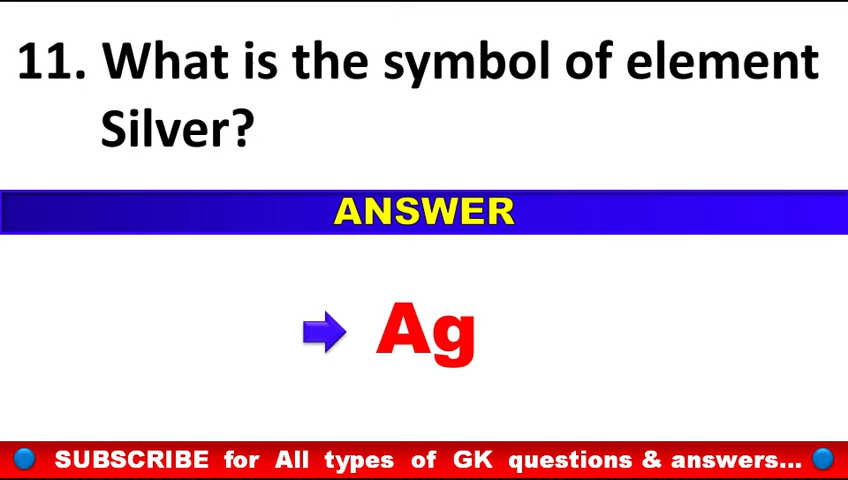 11. What is the symbol of element
Silver?
ANSWER
Ag
SUBSCRIBE for All types of GK questions & answers...